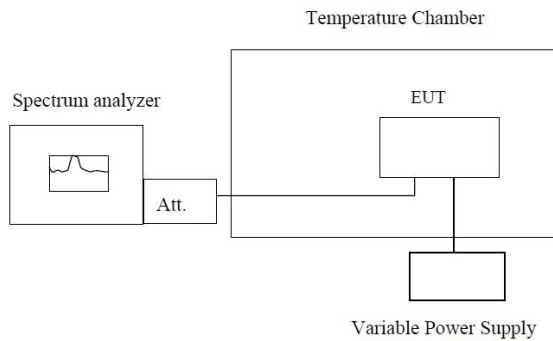 Temperature Chamber
Spectrum analyzer
EUT
Att.
Variable Power Supply